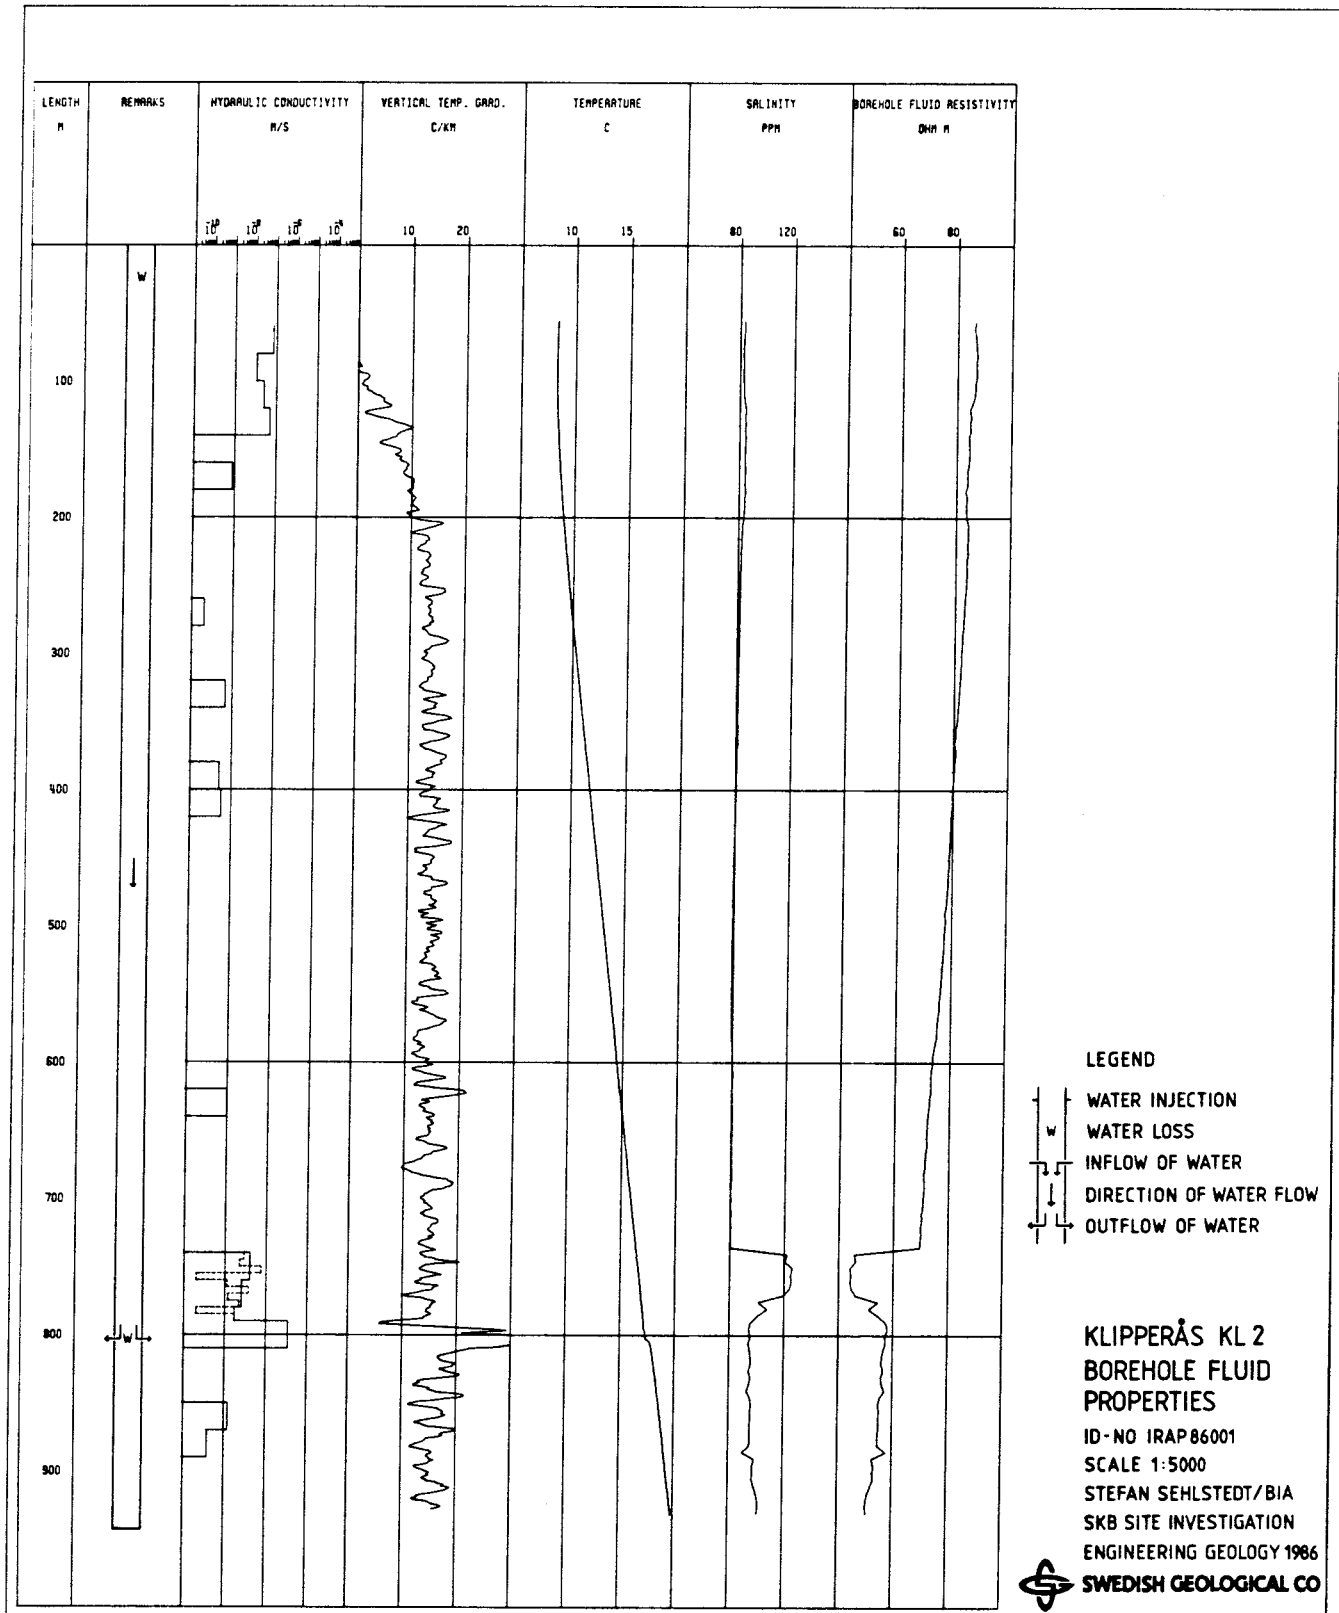 LENGTH
M
REMARKS
HYDRAULIC CONDUCTIVITY
M/S
VERTICAL TEMP. GARD.
C/KM
TEMPERATURE
C
SALINITY
PPM
BOREHOLE FLUID RESISTIVITY
OHM M
10 20
10 15
80 120
60 80
W
100
200
300
400
500
600
700
800
W
900
LEGEND
WATER INJECTION
W WATER LOSS
INFLOW OF WATER
DIRECTION OF WATER FLOW
OUTFLOW OF WATER
KLIPPERÅS KL 2
BOREHOLE FLUID
PROPERTIES
ID-NO IRAP86001
SCALE 1:5000
STEFAN SEHLSTEDT/BIA
SKB SITE INVESTIGATION
ENGINEERING GEOLOGY 1986
SWEDISH GEOLOGICAL CO